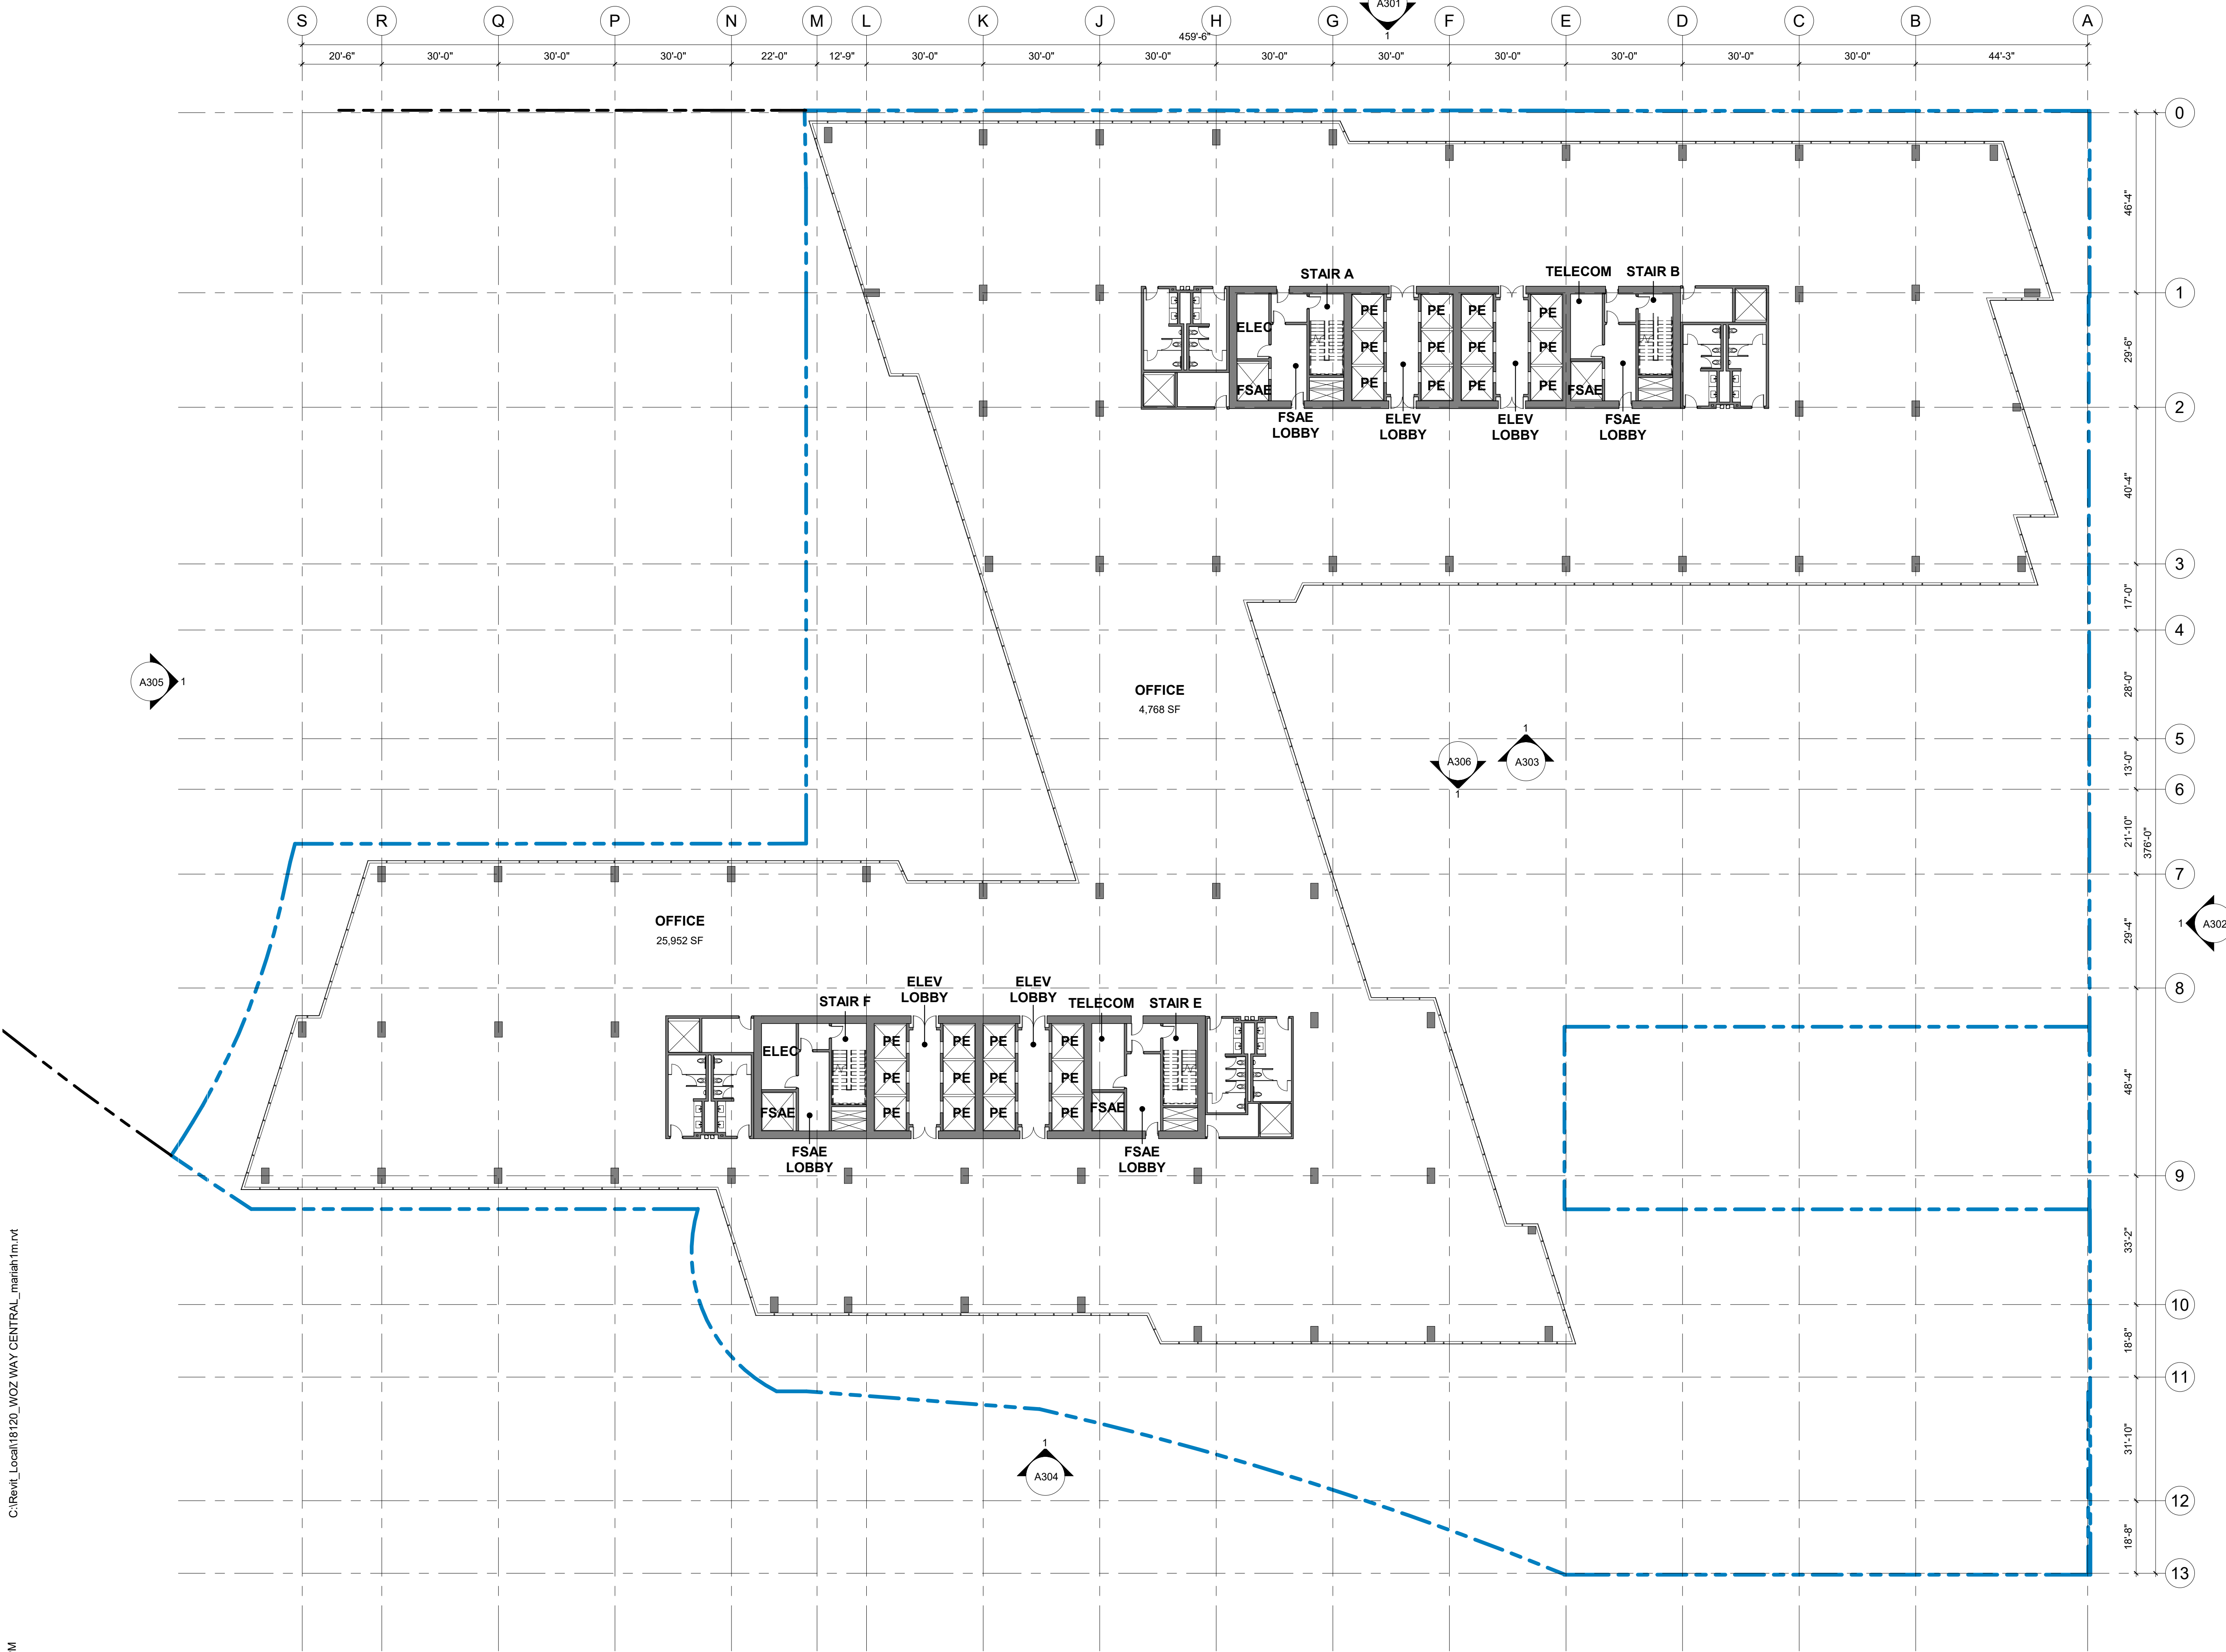 A301
1
S R Q P N M L K J H G F E D C B A
459'-6"
20'-6" 30'-0" 30'-0" 30'-0" 22'-0" 12'-9" 30'-0" 30'-0" 30'-0" 30'-0" 30'-0" 30'-0" 30'-0" 30'-0" 30'-0" 44'-3"
0
46'-4"
STAIR A TELECOM STAIR B
1
PE PE PE PE
ELEC
29'-6"
PE PE PE PE
FSAE PE PE PE PE FSAE
2
FSAE LOBBY
ELEV LOBBY
ELEV LOBBY
FSAE LOBBY
40'-4"
3
17'-0"
4
A305 1
OFFICE
4,768 SF
28'-0"
5
1
A306
1
A303
13'-0"
6
21'-10"
376'-0"
7
OFFICE
25,952 SF
29'-4"
1 A302
8
STAIR F
ELEV LOBBY
ELEV LOBBY
TELECOM STAIR E
ELEC PE PE PE PE
PE PE PE PE
FSAE PE PE PE PE FSAE
48'-4"
FSAE LOBBY
FSAE LOBBY
9
33'-2"
10
18'-8"
11
1
A304
31'-10"
12
18'-8"
13
C:\Revit_Local\18120_WOZ WAY CENTRAL_mariah1m.rvt
M